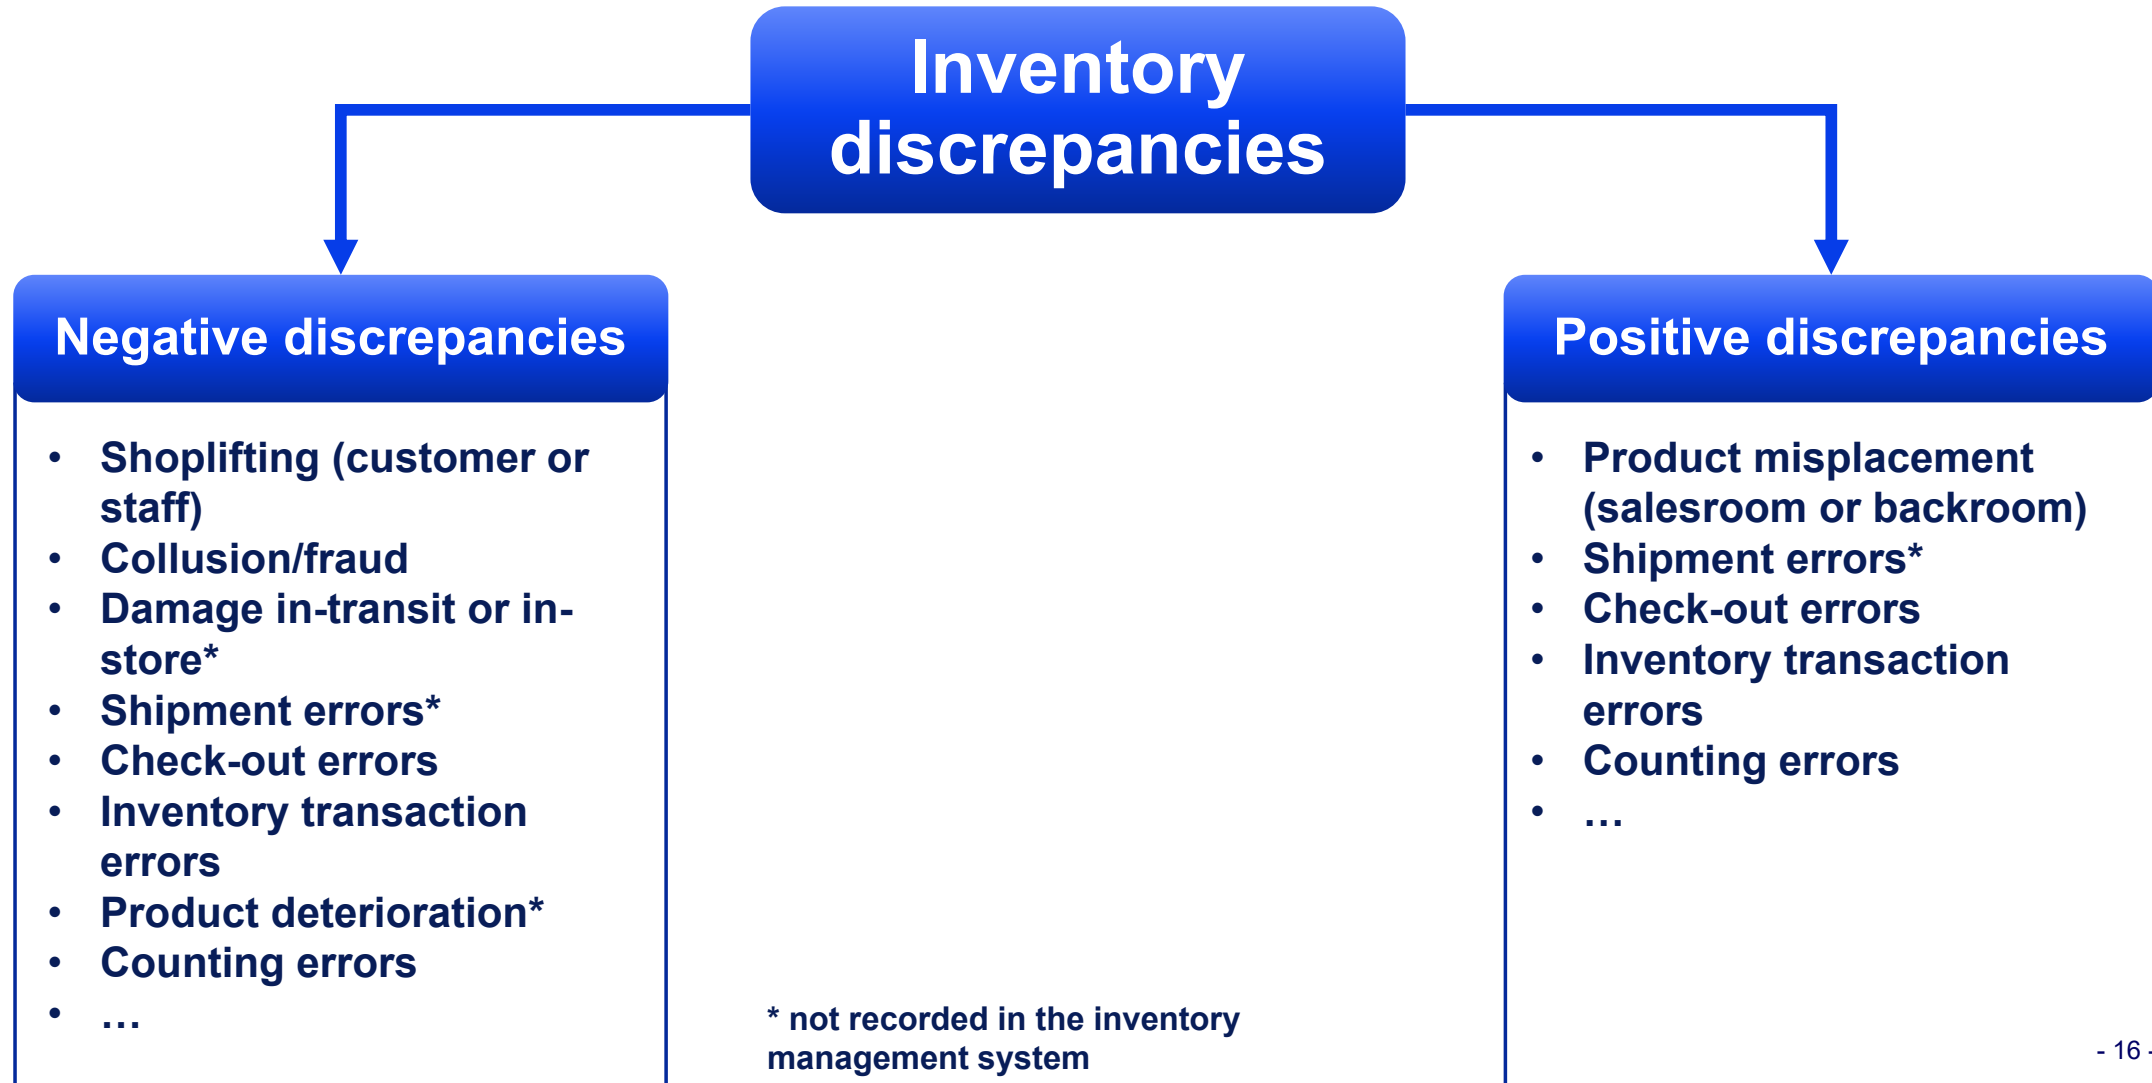 Inventory
discrepancies
Negative discrepancies
• Shoplifting (customer or
staff)
• Collusion/fraud
• Damage in-transit or in-
store*
• Shipment errors*
• Check-out errors
• Inventory transaction
errors
• Product deterioration*
• Counting errors
• …
Positive discrepancies
• Product misplacement
(salesroom or backroom)
• Shipment errors*
• Check-out errors
• Inventory transaction
errors
• Counting errors
• …
* not recorded in the inventory
management system
- 16 -